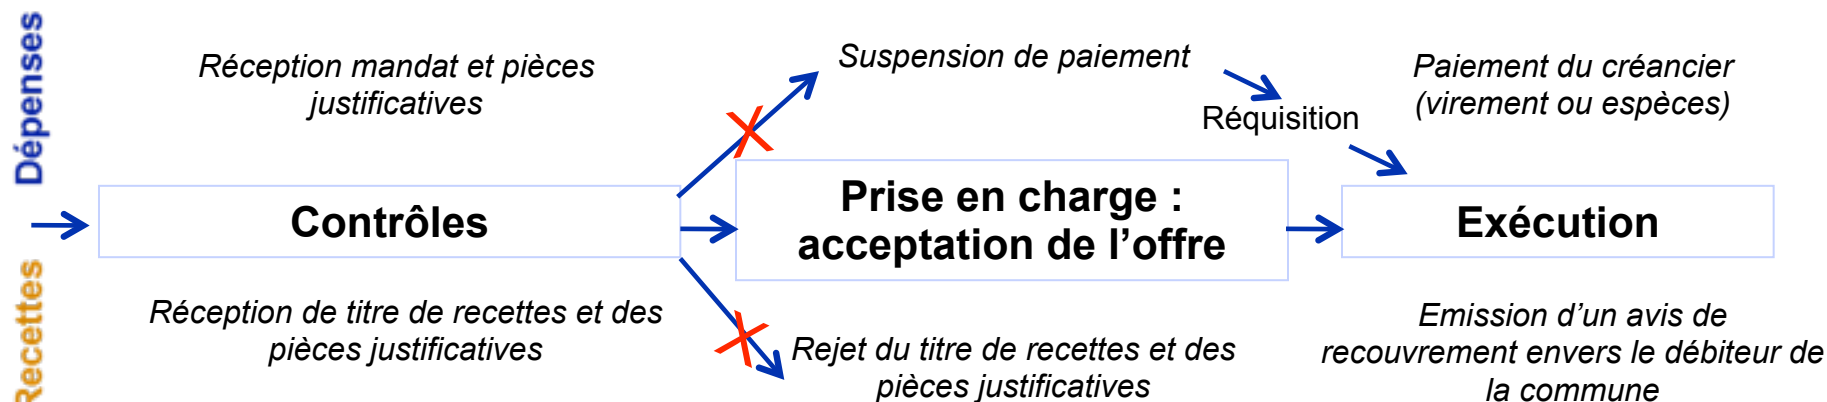 Dépenses
Réception mandat et pièces
justificatives
Suspension de paiement
Réquisition
Paiement du créancier
(virement ou espèces)
Contrôles
Prise en charge :
acceptation de l’offre
Exécution
Recettes
Réception de titre de recettes et des
pièces justificatives
Rejet du titre de recettes et des
pièces justificatives
Emission d’un avis de
recouvrement envers le débiteur de
la commune